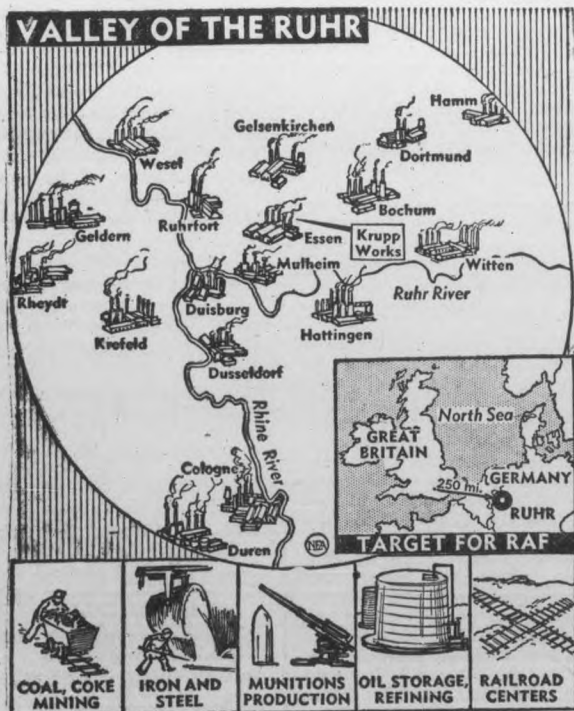 VALLEY OF THE RUHR
Hamm
Gelsenkirchen
Dortmund
Wesel
Bochum
Ruhrfort
Geldern
Essen
Krupp
Works
Witten
Mulheim
Rheydt
Duisburg
Ruhr River
Krefeld
Hattingen
Dusseldorf
Rhine River
Cologne
Duren
NEA
North Sea
GREAT
BRITAIN
GERMANY
250 mi.
RUHR
TARGET FOR RAF
COAL, COKE
MINING
IRON AND
STEEL
MUNITIONS
PRODUCTION
OIL STORAGE,
REFINING
RAILROAD
CENTERS